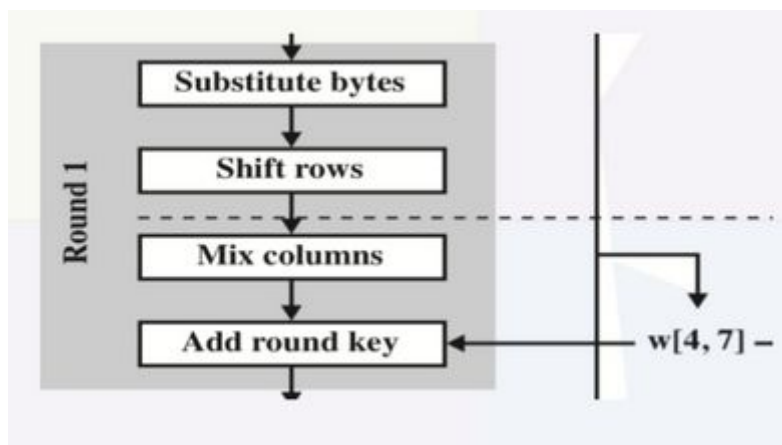 Substitute bytes
Shift rows
Round 1
Mix columns
Add round key
w[4, 7]